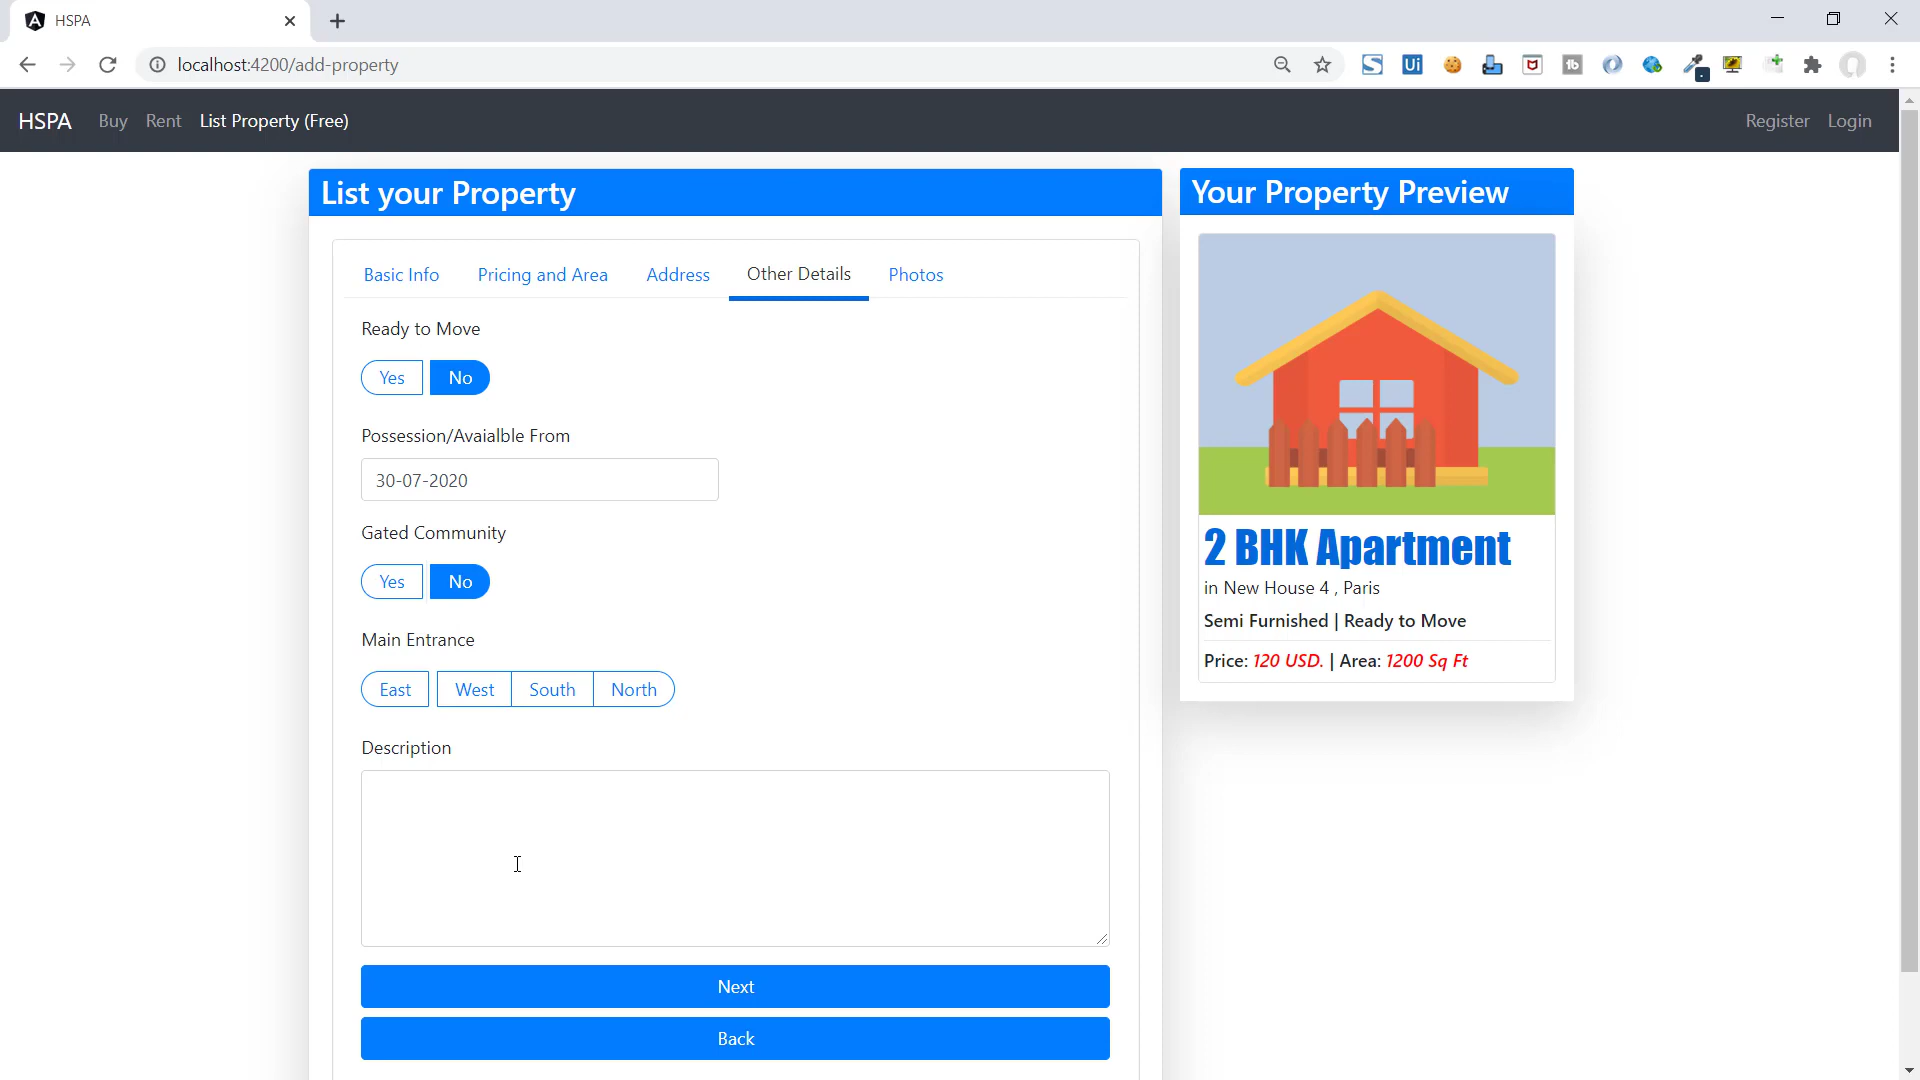 HSPA
localhost:4200/add-property
HSPA Buy Rent List Property (Free) Register Login
List your Property
Basic Info Pricing and Area Address Other Details Photos
Ready to Move
Yes No
Possession/Avaialble From
30-07-2020
Gated Community
Yes No
Main Entrance
East West South North
Description
Next
Back
Your Property Preview
2 BHK Apartment
in New House 4 , Paris
Semi Furnished | Ready to Move
Price: 120 USD. | Area: 1200 Sq Ft